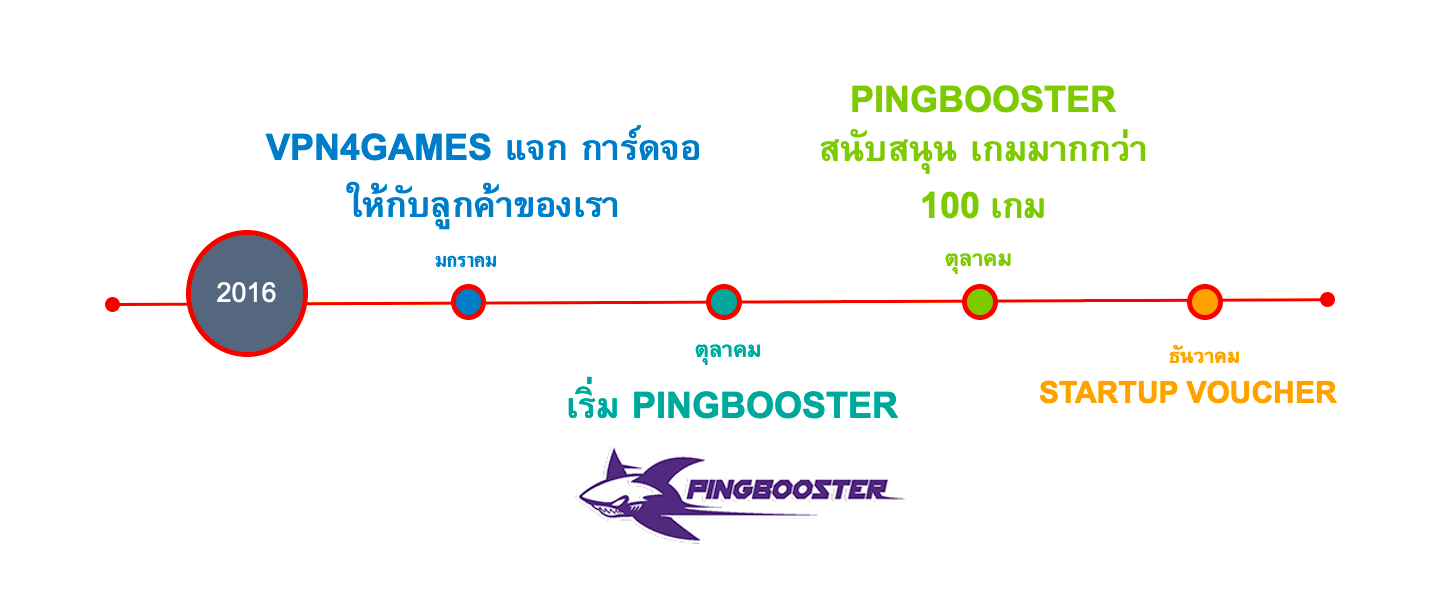 VPN4GAMES แจก การ์ดจอ
ให้กับลูกค้าของเรา
มกราคม
PINGBOOSTER
สนับสนุน เกมมากกว่า
100 เกม
ตุลาคม
2016
ตุลาคม
เริ่ม PINGBOOSTER
PINGBOOSTER
ธันวาคม
STARTUP VOUCHER